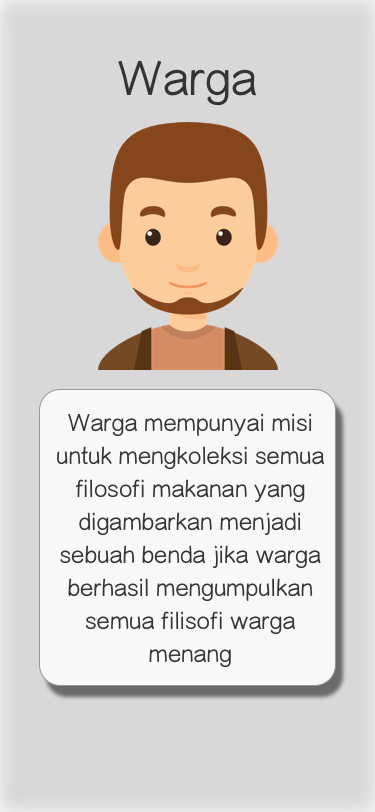 Warga
Warga mempunyai misi
untuk mengkoleksi semua
filosofi makanan yang
digambarkan menjadi
sebuah benda jika warga
berhasil mengumpulkan
semua filisofi warga
menang